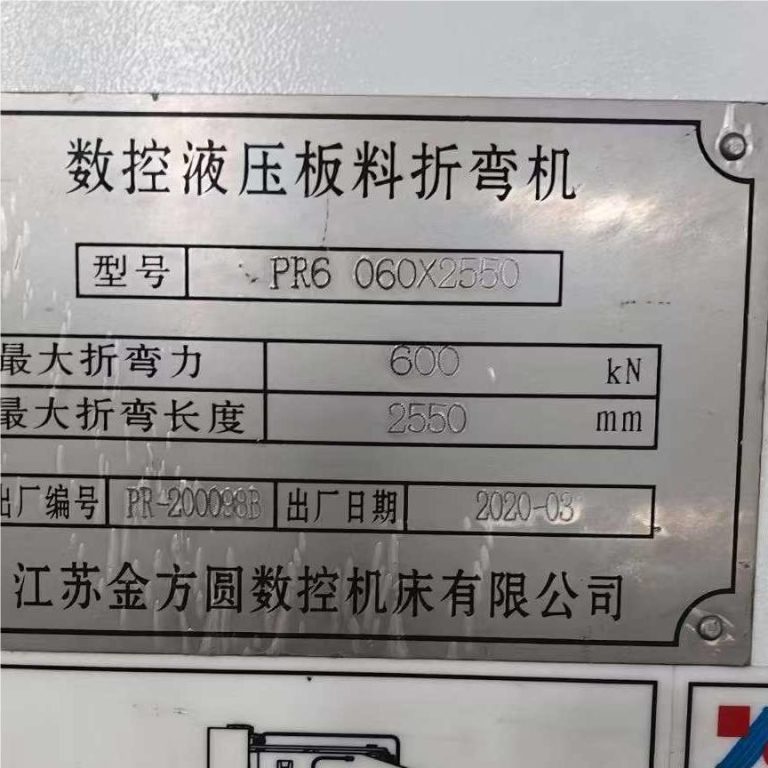 数控液压板料折弯机
型号 PR6 060X2550
最大折弯力 600 kN
最大折弯长度 2550 mm
出厂编号 PR-200098B 出厂日期 2020-03
江苏金方圆数控机床有限公司